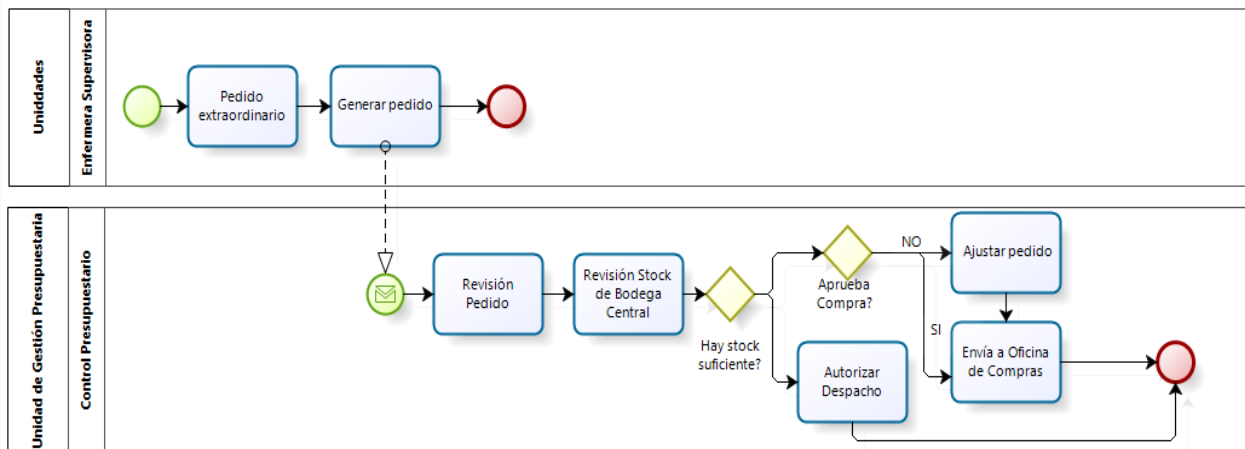 Uniddades
Enfermera Supervisora
Pedido
extraordinario
Generar pedido
Unidad de Gestión Presupuestaria
Control Presupuestario
Revisión
Pedido
Revisión Stock
de Bodega
Central
Hay stock
suficiente?
Aprueba
Compra?
NO
SI
Ajustar pedido
Autorizar
Despacho
Envía a Oficina
de Compras